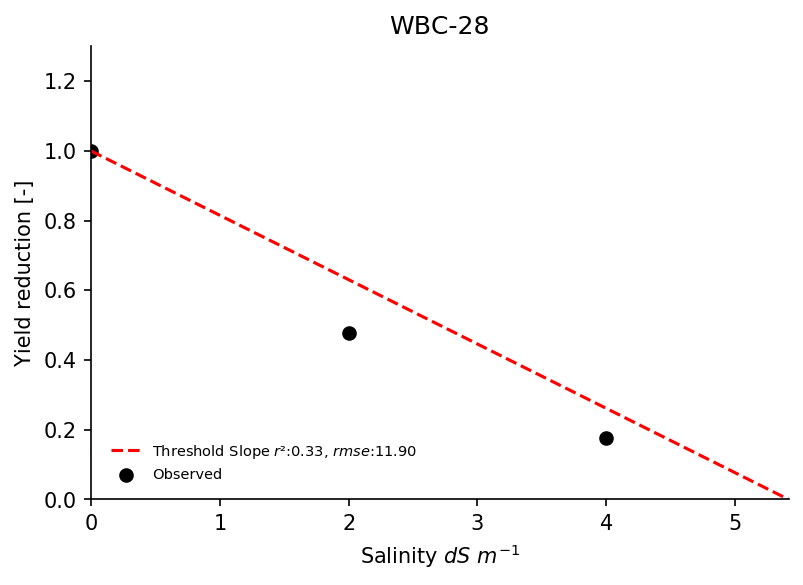 WBC-28
Yield reduction [-]
1.2
1.0
0.8
0.6
0.4
0.2
0.0
Threshold Slope r²:0.33, rmse:11.90
Observed
0 1 2 3 4 5
Salinity dS m⁻¹